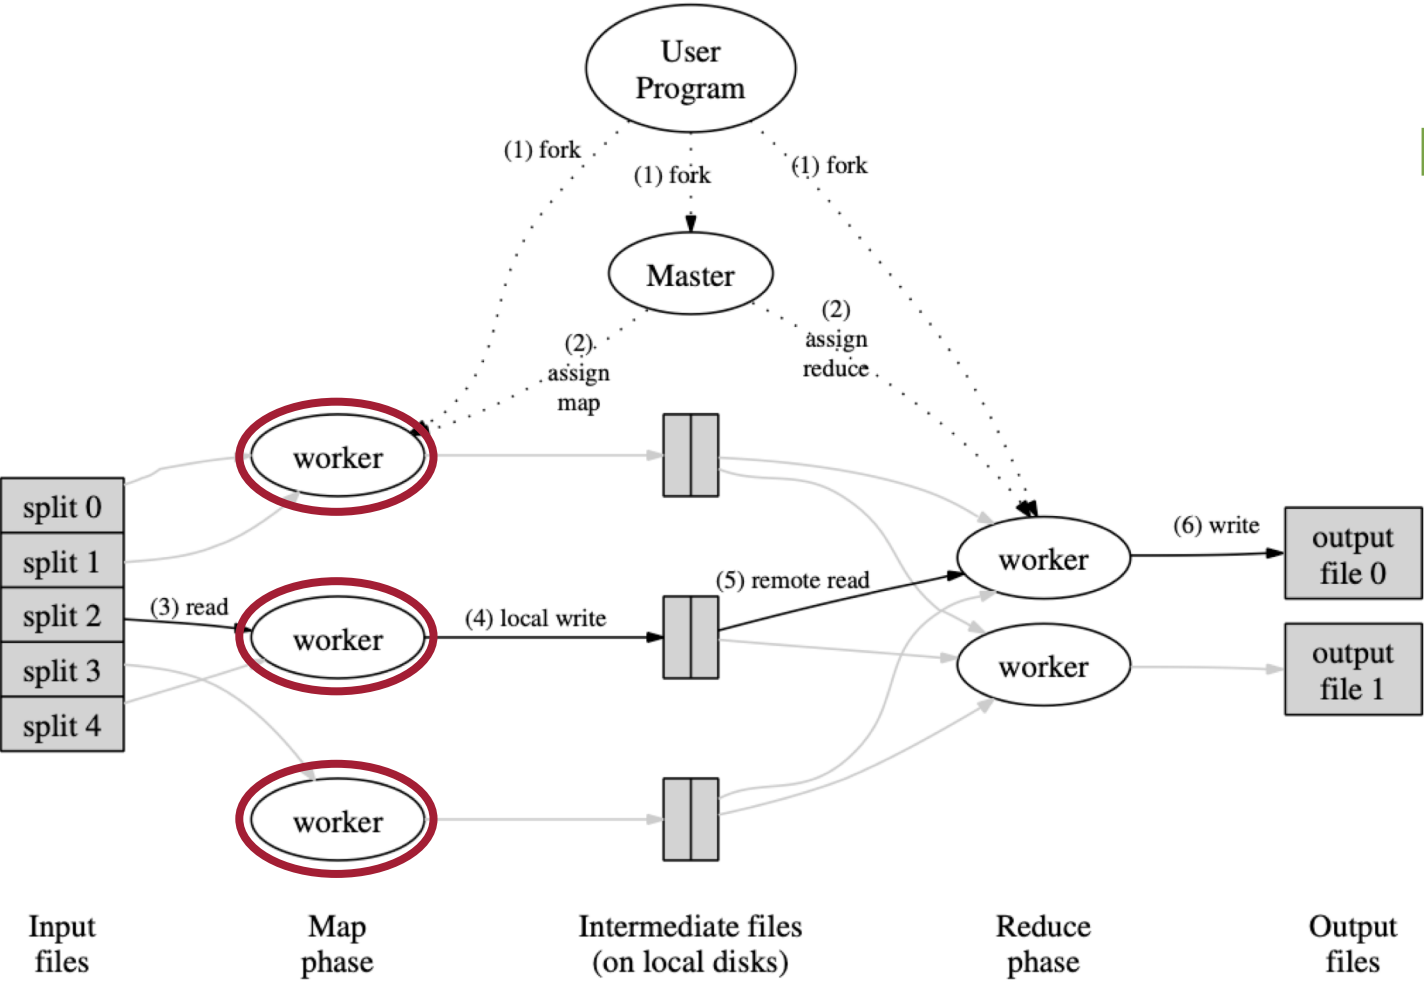 User
Program
(1) fork
(1) fork
(1) fork
Master
(2)
assign
map
(2)
assign
reduce
worker
split 0
split 1
split 2
split 3
split 4
(3) read
worker
(4) local write
worker
(5) remote read
worker
worker
(6) write
output
file 0
output
file 1
Input
files
Map
phase
Intermediate files
(on local disks)
Reduce
phase
Output
files